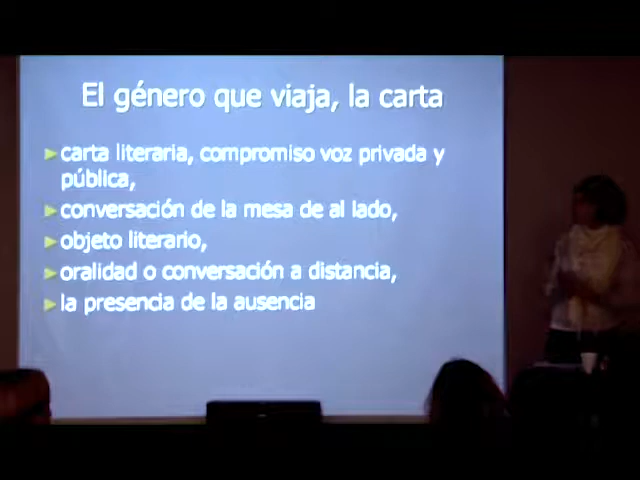 El género que viaja, la carta
carta literaria, compromiso voz privada y
pública,
conversación de la mesa de al lado,
objeto literario,
oralidad o conversación a distancia,
la presencia de la ausencia